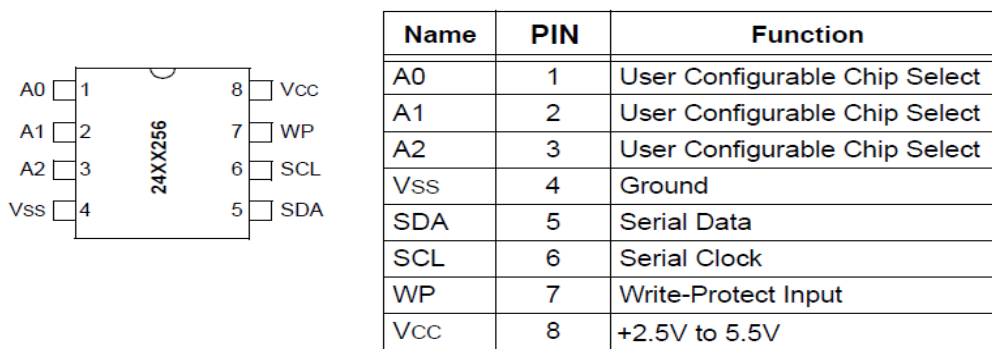 A0 1 8 VCC
A1 2 7 WP
A2 3 6 SCL
VSS 4 5 SDA
24XX256
Name PIN Function
A0 1 User Configurable Chip Select
A1 2 User Configurable Chip Select
A2 3 User Configurable Chip Select
VSS 4 Ground
SDA 5 Serial Data
SCL 6 Serial Clock
WP 7 Write-Protect Input
VCC 8 +2.5V to 5.5V